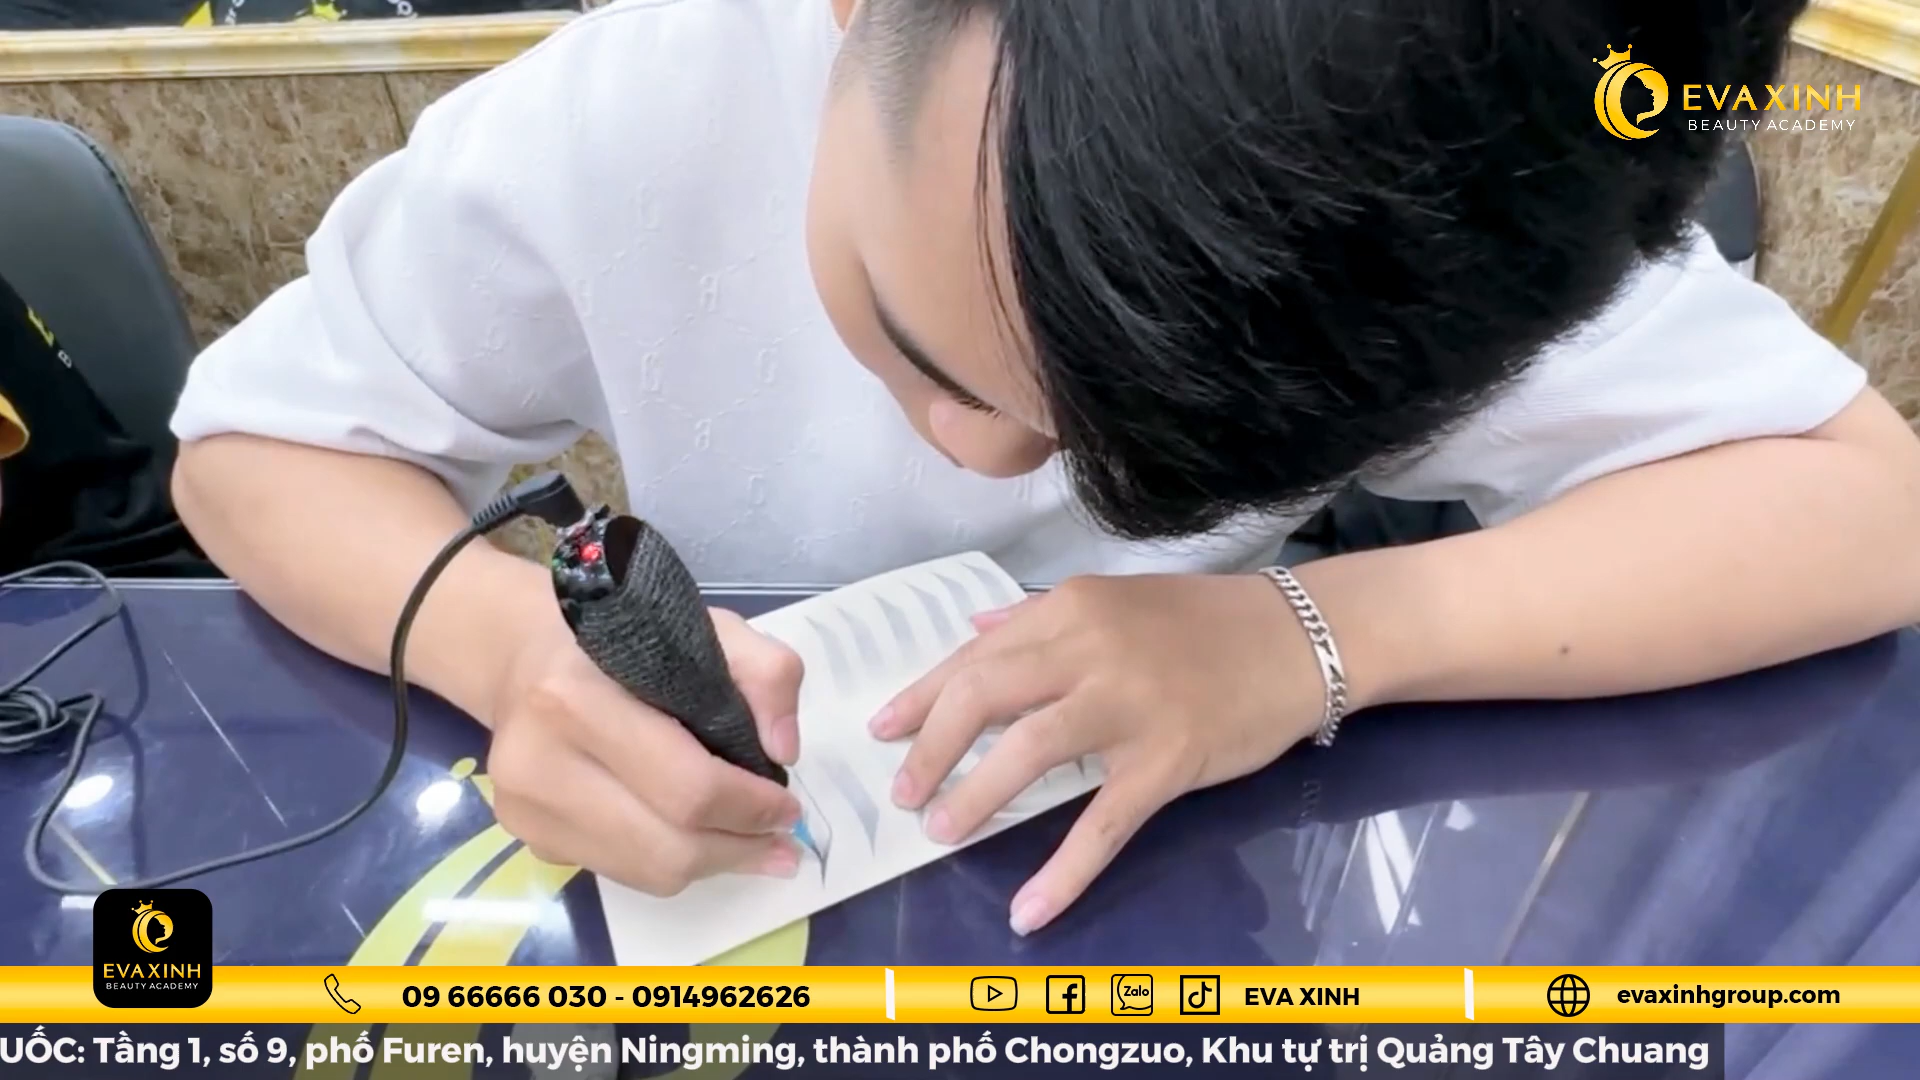 EVA XINH
BEAUTY ACADEMY
EVA XINH
BEAUTY ACADEMY
09 66666 030 - 0914962626
Zalo
EVA XINH
evaxinhgroup.com
UỐC: Tầng 1, số 9, phố Furen, huyện Ningming, thành phố Chongzuo, Khu tự trị Quảng Tây Chuang